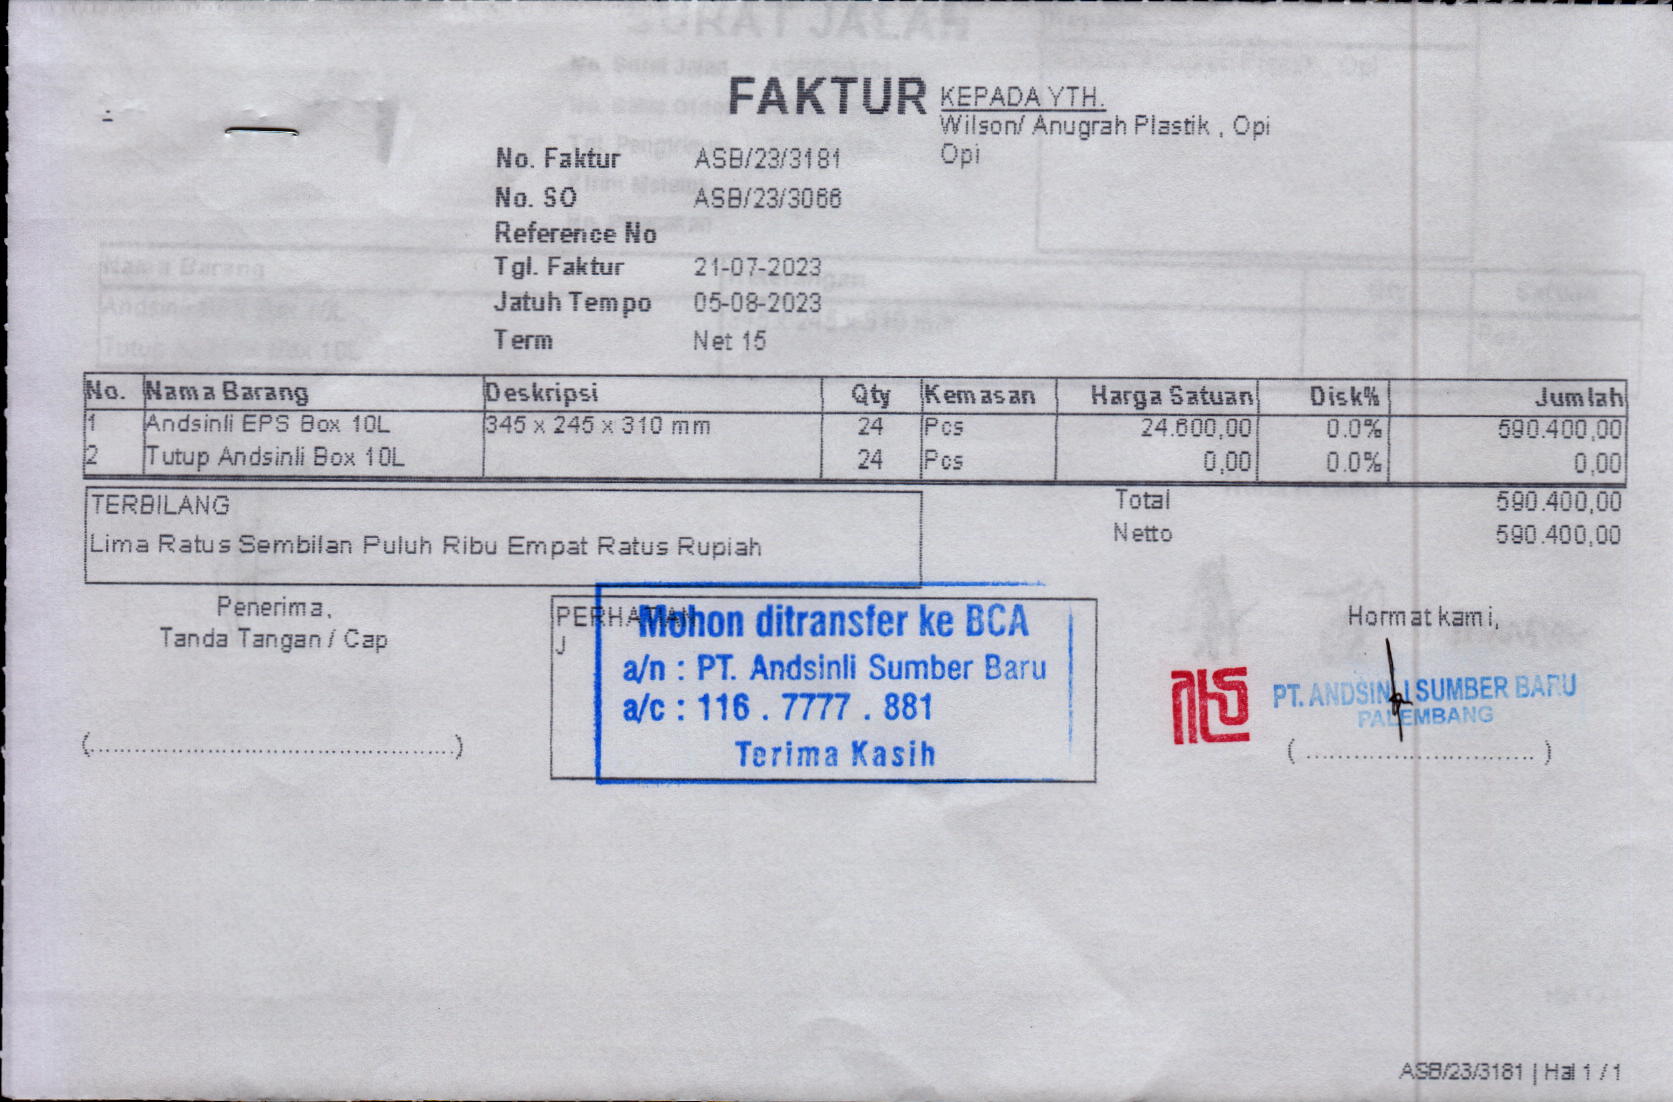 FAKTUR
KEPADA YTH.
Wilson/ Anugrah Plastik , Opi
Opi
No. Faktur ASB/23/3181
No. SO ASB/23/3066
Reference No
Tgl. Faktur 21-07-2023
Jatuh Tempo 05-08-2023
Term Net 15
No. Nama Barang Deskripsi Qty Kemasan Harga Satuan Disk% Jumlah
1 Andsinli EPS Box 10L 345 x 245 x 310 mm 24 Pcs 24.600,00 0.0% 590.400,00
2 Tutup Andsinli Box 10L 24 Pcs 0,00 0.0% 0,00
TERBILANG
Lima Ratus Sembilan Puluh Ribu Empat Ratus Rupiah
Total 590.400,00
Netto 590.400,00
Penerima,
Tanda Tangan / Cap
(..............................................)
PERHATIAN
J
Mohon ditransfer ke BCA
a/n : PT. Andsinli Sumber Baru
a/c : 116 . 7777 . 881
Terima Kasih
Hormat kami,
PT. ANDSINLI SUMBER BARU
PALEMBANG
( ............................. )
ASB/23/3181 | Hal 1 / 1